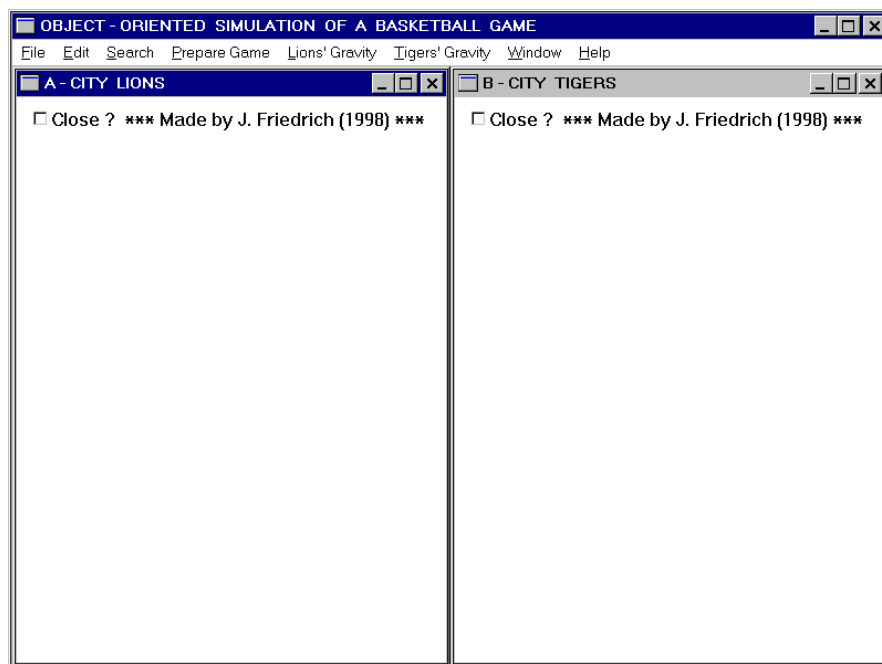 OBJECT - ORIENTED SIMULATION OF A BASKETBALL GAME
File Edit Search Prepare Game Lions' Gravity Tigers' Gravity Window Help
A - CITY LIONS
B - CITY TIGERS
Close ? *** Made by J. Friedrich (1998) ***
Close ? *** Made by J. Friedrich (1998) ***